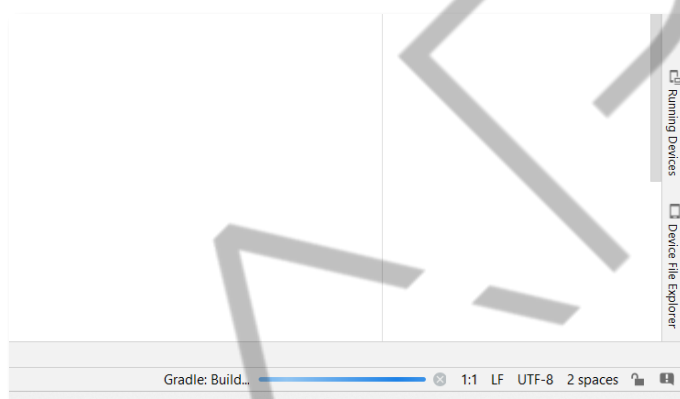 Running Devices
Device File Explorer
Gradle: Build... 1:1 LF UTF-8 2 spaces